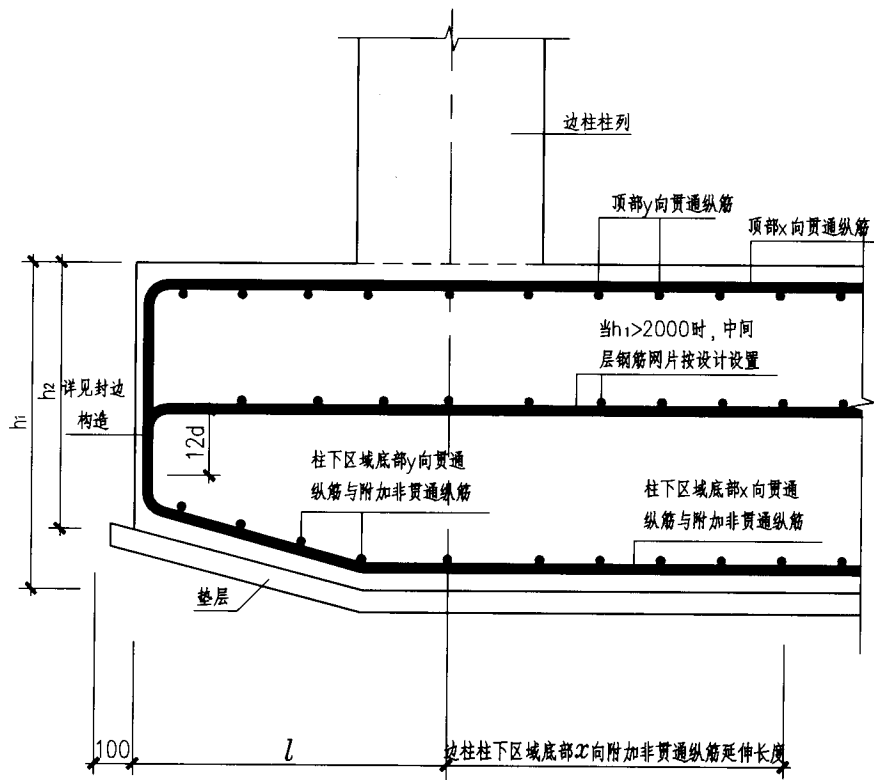 边柱柱列
顶部y向贯通纵筋
顶部x向贯通纵筋
当h1>2000时，中间
层钢筋网片按设计设置
详见封边
构造
h1
h2
12d
柱下区域底部y向贯通
纵筋与附加非贯通纵筋
柱下区域底部x向贯通
纵筋与附加非贯通纵筋
垫层
100
l
边柱柱下区域底部x向附加非贯通纵筋延伸长度